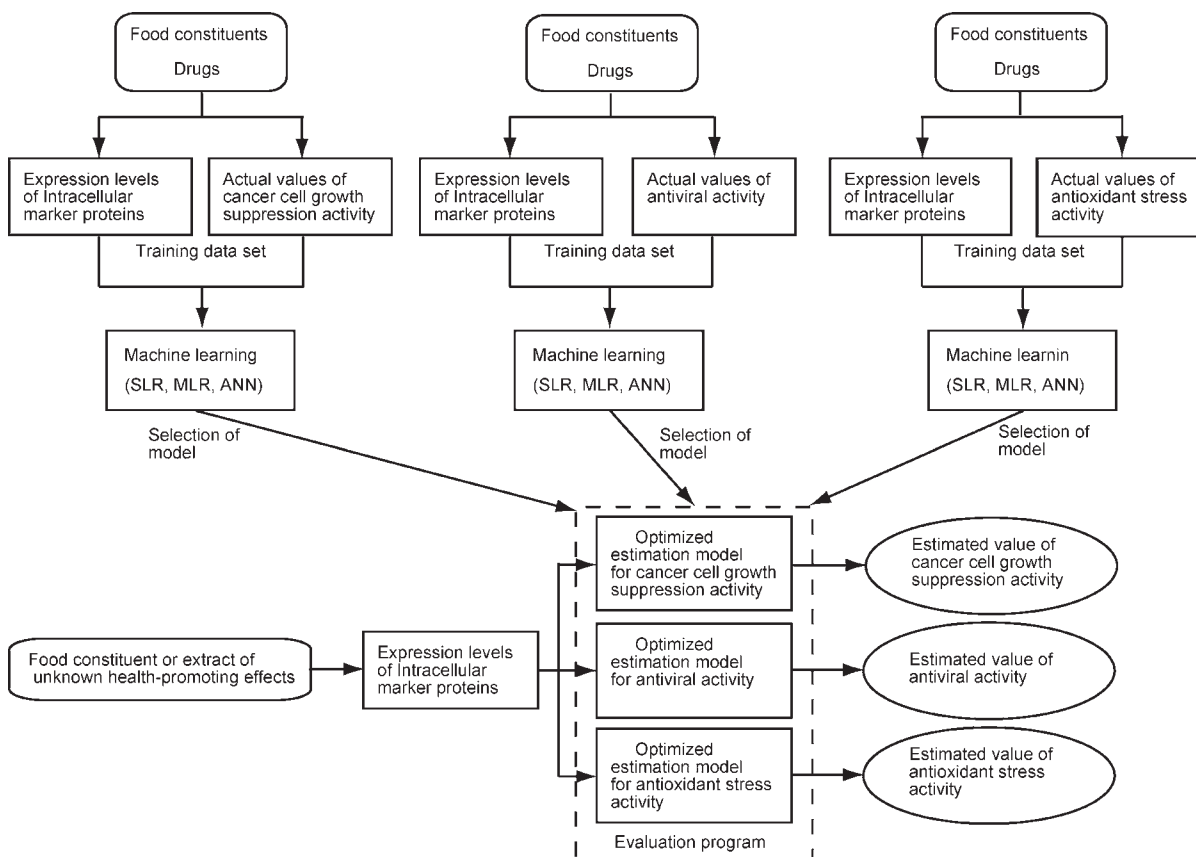 Food constituents
Drugs
Food constituents
Drugs
Food constituents
Drugs
Expression levels
of Intracellular
marker proteins
Actual values of
cancer cell growth
suppression activity
Expression levels
of Intracellular
marker proteins
Actual values of
antiviral activity
Expression levels
of Intracellular
marker proteins
Actual values of
antioxidant stress
activity
Training data set
Training data set
Training data set
Machine learning
(SLR, MLR, ANN)
Machine learning
(SLR, MLR, ANN)
Machine learnin
(SLR, MLR, ANN)
Selection of
model
Selection of
model
Selection of
model
Optimized
estimation model
for cancer cell growth
suppression activity
Estimated value of
cancer cell growth
suppression activity
Food constituent or extract of
unknown health-promoting effects
Expression levels
of Intracellular
marker proteins
Optimized
estimation model
for antiviral activity
Estimated value of
antiviral activity
Optimized
estimation model
for antioxidant stress
activity
Estimated value of
antioxidant stress
activity
Evaluation program